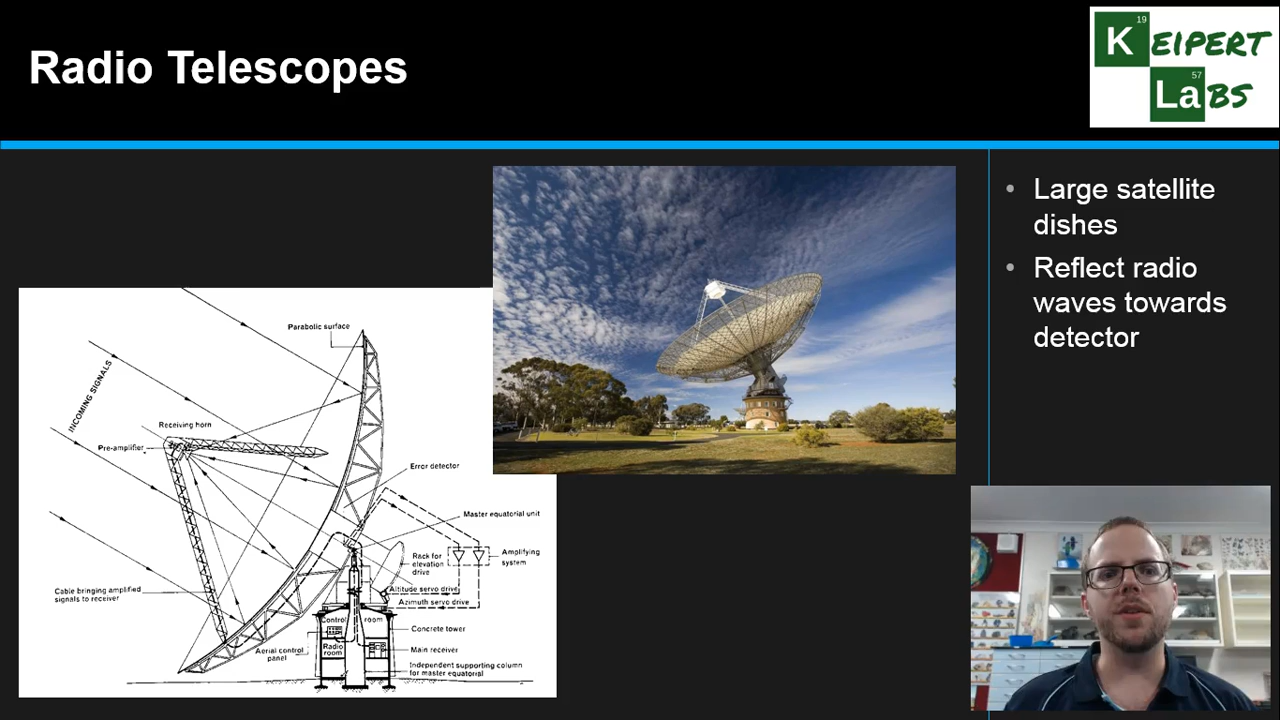 Radio Telescopes
19
K EIPERT
57
La BS
• Large satellite
dishes
• Reflect radio
waves towards
detector
Parabolic surface
INCOMING SIGNALS
Receiving horn
Pre-amplifier
Error detector
Master equatorial unit
Rack for
elevation
drive
Amplifying
system
Altitude servo drive
Azimuth servo drive
Cable bringing amplified
signals to receiver
Control room
Concrete tower
Aerial control
panel
Radio
room
Main receiver
Independent supporting column
for master equatorial